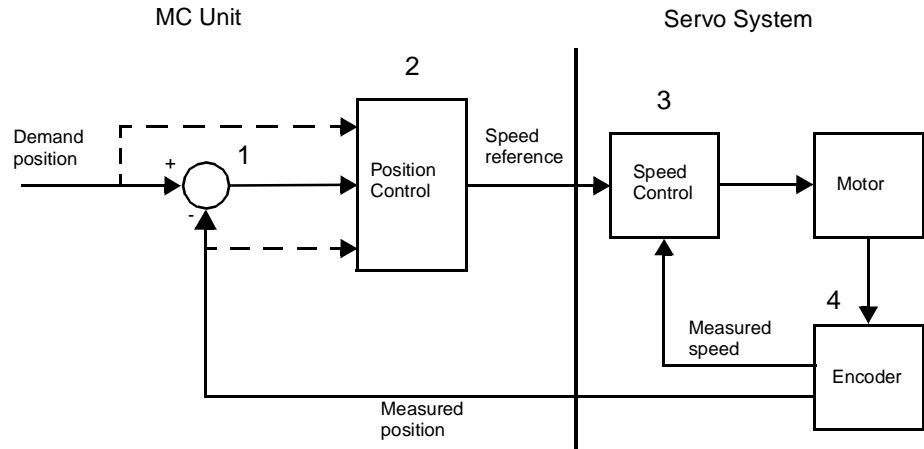 MC Unit
Servo System
2
3
Demand
position
+
1
-
Position
Control
Speed
reference
Speed
Control
Motor
4
Measured
speed
Encoder
Measured
position